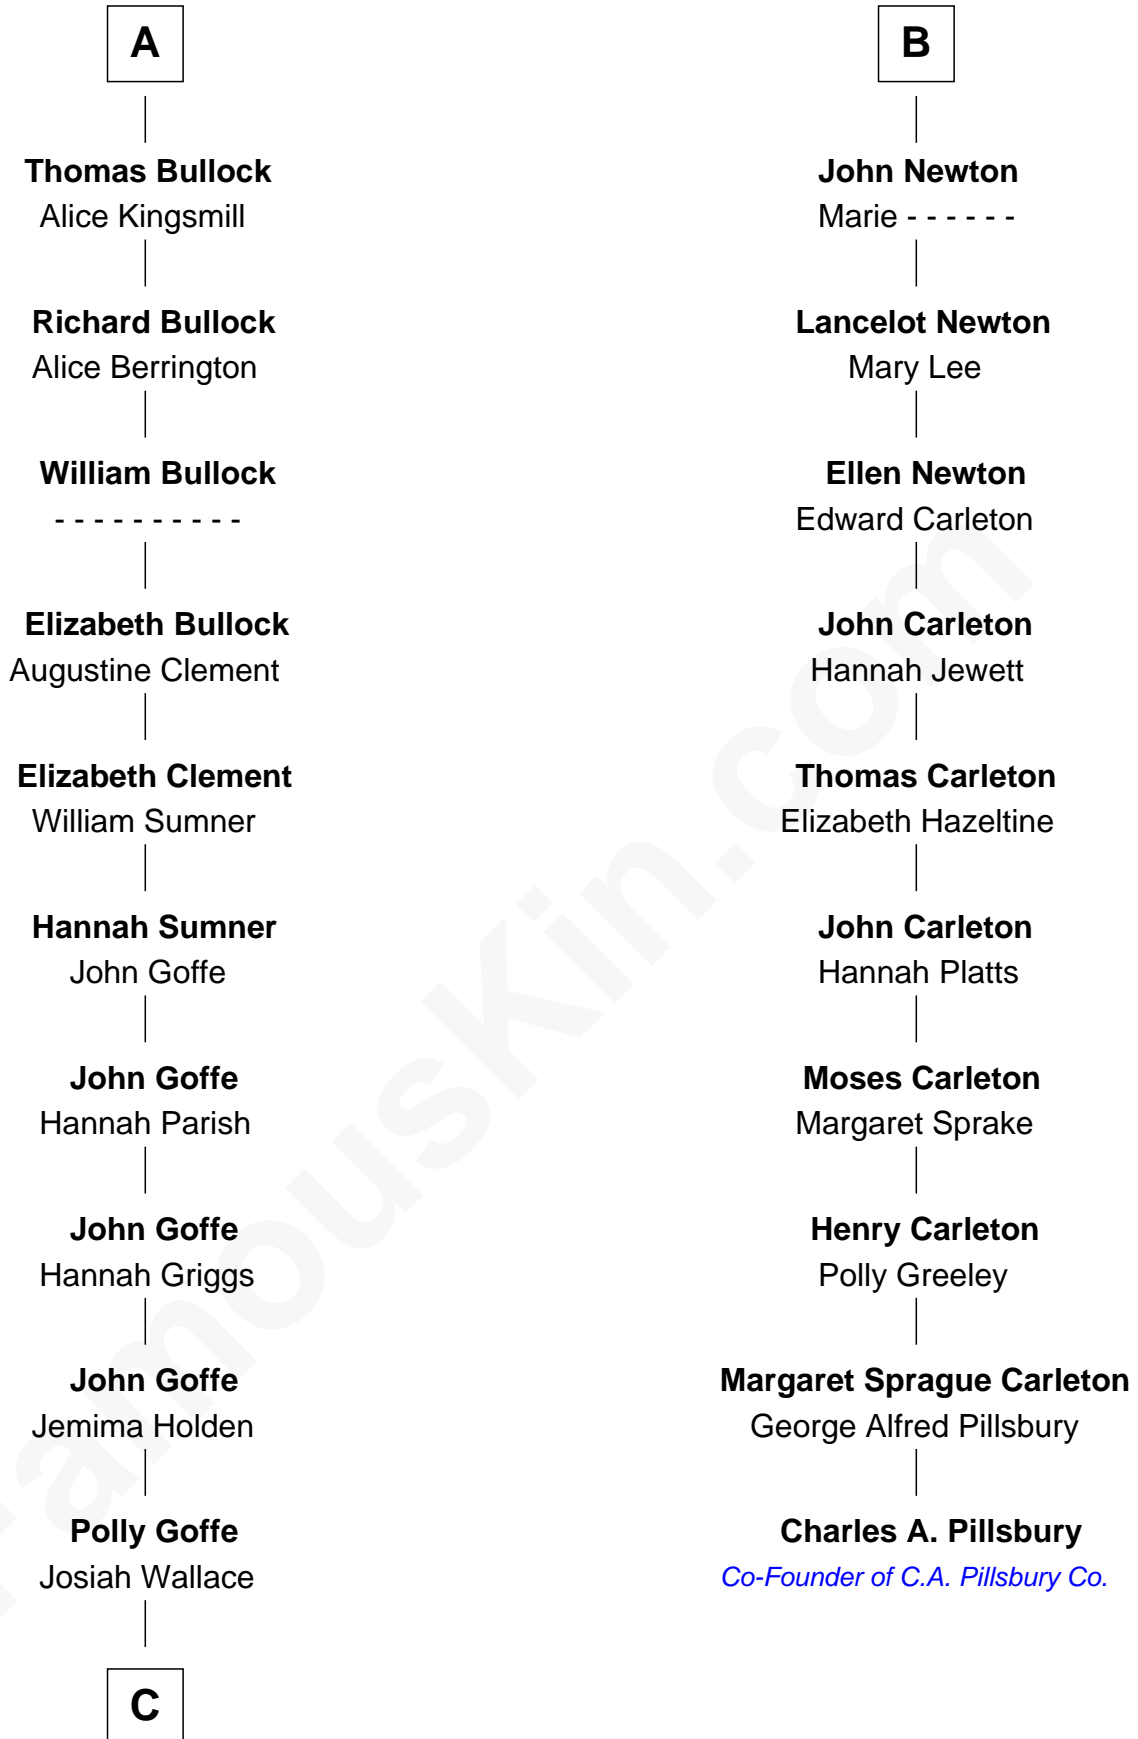 A
Thomas Bullock
Alice Kingsmill
Richard Bullock
Alice Berrington
William Bullock
- - - - - - - - - -
Elizabeth Bullock
Augustine Clement
Elizabeth Clement
William Sumner
Hannah Sumner
John Goffe
John Goffe
Hannah Parish
John Goffe
Hannah Griggs
John Goffe
Jemima Holden
Polly Goffe
Josiah Wallace
C
B
John Newton
Marie - - - - - -
Lancelot Newton
Mary Lee
Ellen Newton
Edward Carleton
John Carleton
Hannah Jewett
Thomas Carleton
Elizabeth Hazeltine
John Carleton
Hannah Platts
Moses Carleton
Margaret Sprake
Henry Carleton
Polly Greeley
Margaret Sprague Carleton
George Alfred Pillsbury
Charles A. Pillsbury
Co-Founder of C.A. Pillsbury Co.
FamousKin.com